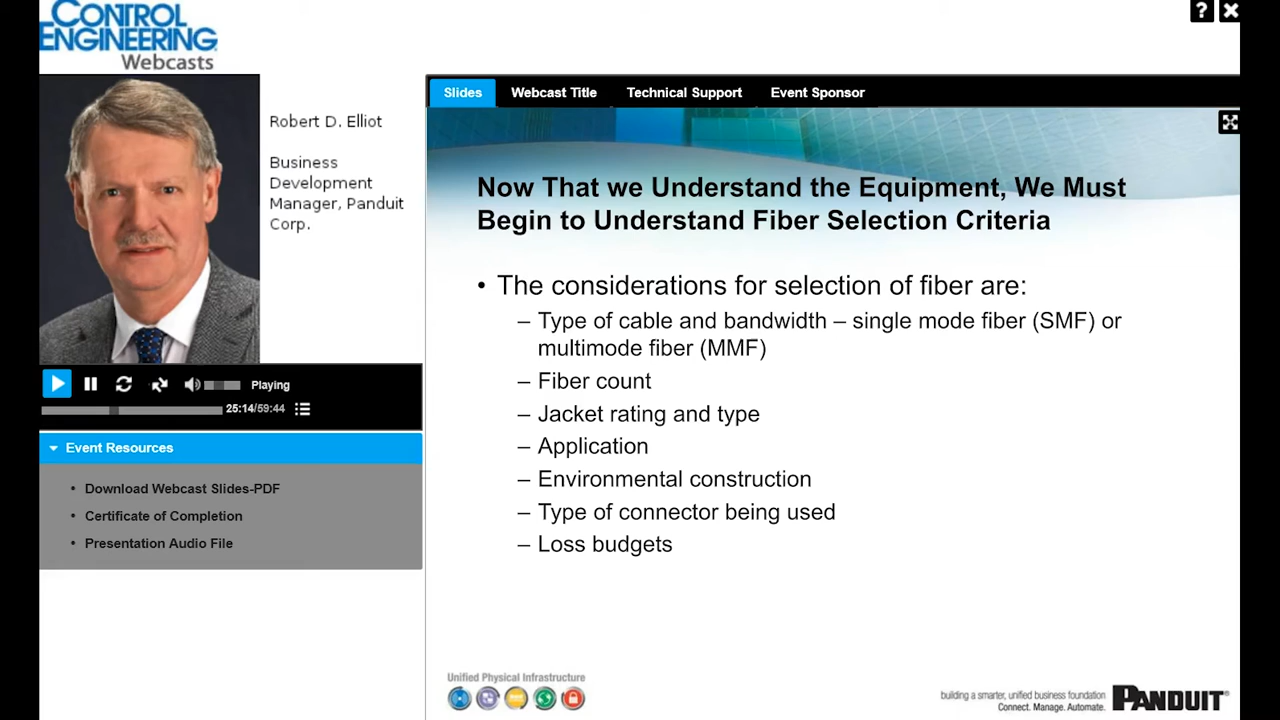 CONTROL
ENGINEERING
Webcasts
? X
Robert D. Elliot
Business
Development
Manager, Panduit
Corp.
Playing
25:14/59:44
Event Resources
• Download Webcast Slides-PDF
• Certificate of Completion
• Presentation Audio File
Slides Webcast Title Technical Support Event Sponsor
Now That we Understand the Equipment, We Must
Begin to Understand Fiber Selection Criteria
• The considerations for selection of fiber are:
– Type of cable and bandwidth – single mode fiber (SMF) or
multimode fiber (MMF)
– Fiber count
– Jacket rating and type
– Application
– Environmental construction
– Type of connector being used
– Loss budgets
Unified Physical Infrastructure
building a smarter, unified business foundation
Connect. Manage. Automate.
PANDUIT